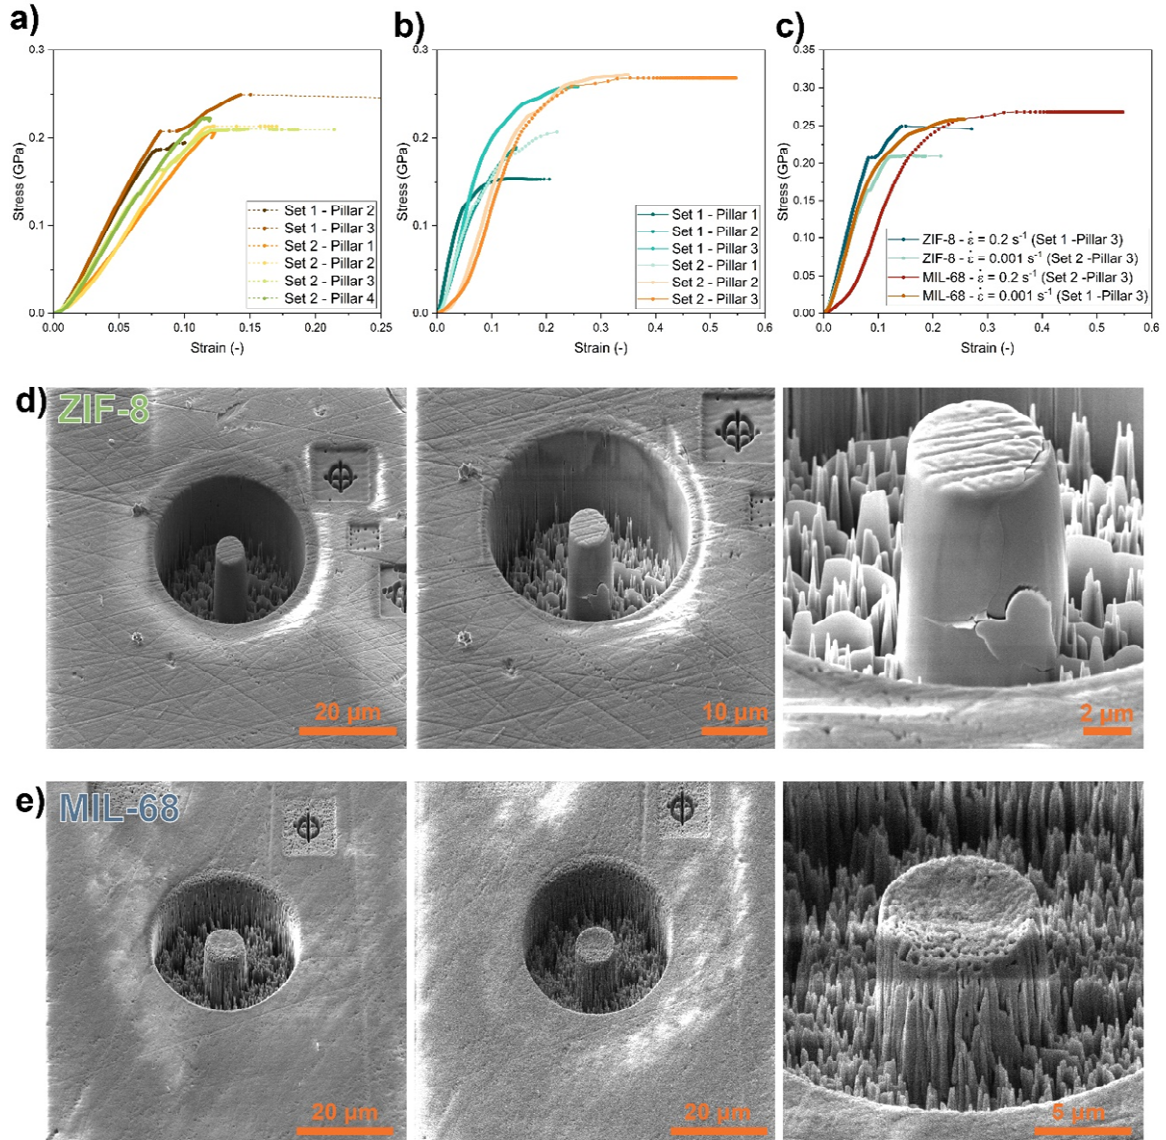 a)
0.3
0.2
0.1
0.0
0.00
0.05
0.10
0.15
0.20
0.25
Stress (GPa)
Strain (-)
Set 1 - Pillar 2
Set 1 - Pillar 3
Set 2 - Pillar 1
Set 2 - Pillar 2
Set 2 - Pillar 3
Set 2 - Pillar 4
b)
0.3
0.2
0.1
0.0
0.0
0.1
0.2
0.3
0.4
0.5
0.6
Stress (GPa)
Strain (-)
Set 1 - Pillar 1
Set 1 - Pillar 2
Set 1 - Pillar 3
Set 2 - Pillar 1
Set 2 - Pillar 2
Set 2 - Pillar 3
c)
0.35
0.30
0.25
0.20
0.15
0.10
0.05
0.00
0.0
0.1
0.2
0.3
0.4
0.5
0.6
Stress (GPa)
Strain (-)
ZIF-8 - ε̇ = 0.2 s⁻¹ (Set 1 -Pillar 3)
ZIF-8 - ε̇ = 0.001 s⁻¹ (Set 2 -Pillar 3)
MIL-68 - ε̇ = 0.2 s⁻¹ (Set 2 -Pillar 3)
MIL-68 - ε̇ = 0.001 s⁻¹ (Set 1 -Pillar 3)
d)
ZIF-8
20 µm
10 µm
2 µm
e)
MIL-68
20 µm
20 µm
5 µm